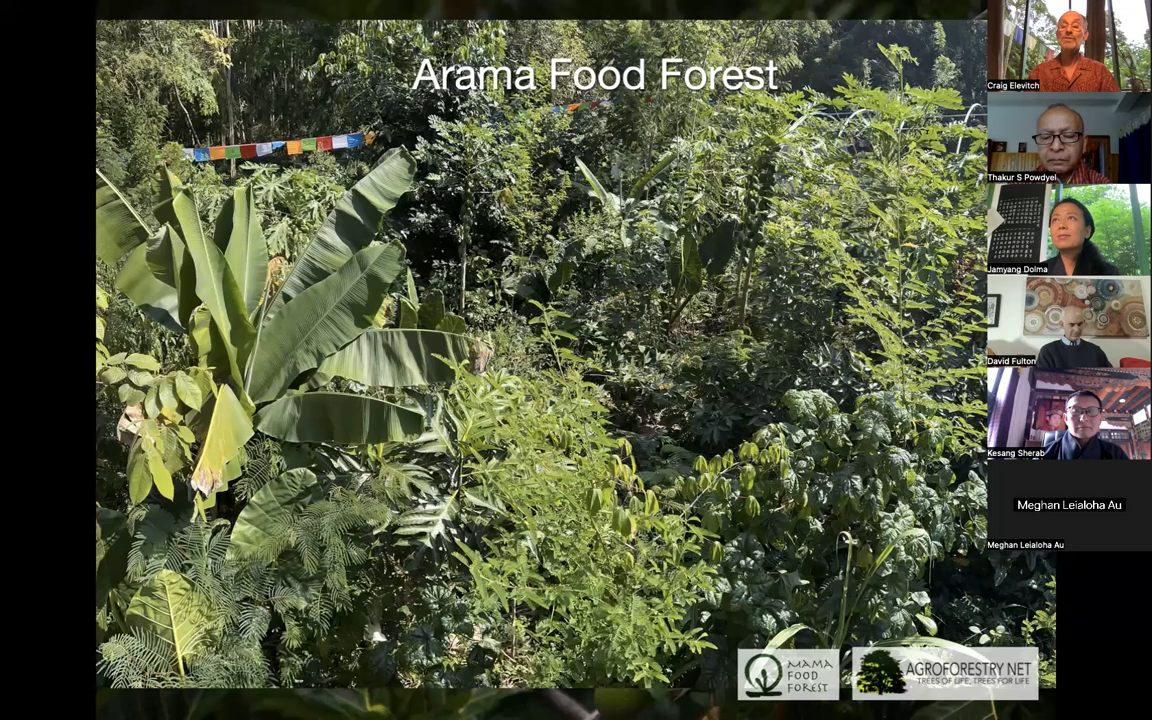 Arama Food Forest
MAMA
FOOD
FOREST
AGROFORESTRY NET
TREES OF LIFE, TREES FOR LIFE
Craig Elevitch
Thakur S Powdyel
Jamyang Dolma
David Fulton
Kesang Sherab
Meghan Leialoha Au
Meghan Leialoha Au